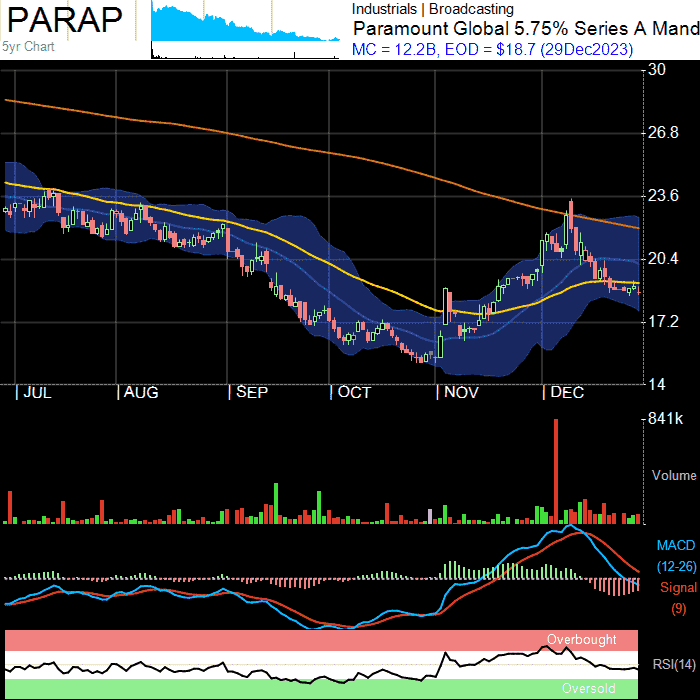 PARAP
5yr Chart
Industrials | Broadcasting
Paramount Global 5.75% Series A Mand
MC = 12.2B, EOD = $18.7 (29Dec2023)
30
26.8
23.6
20.4
17.2
14
| JUL | AUG | SEP | OCT | NOV | DEC
841k
Volume
MACD
(12-26)
Signal
(9)
Overbought
RSI(14)
Oversold